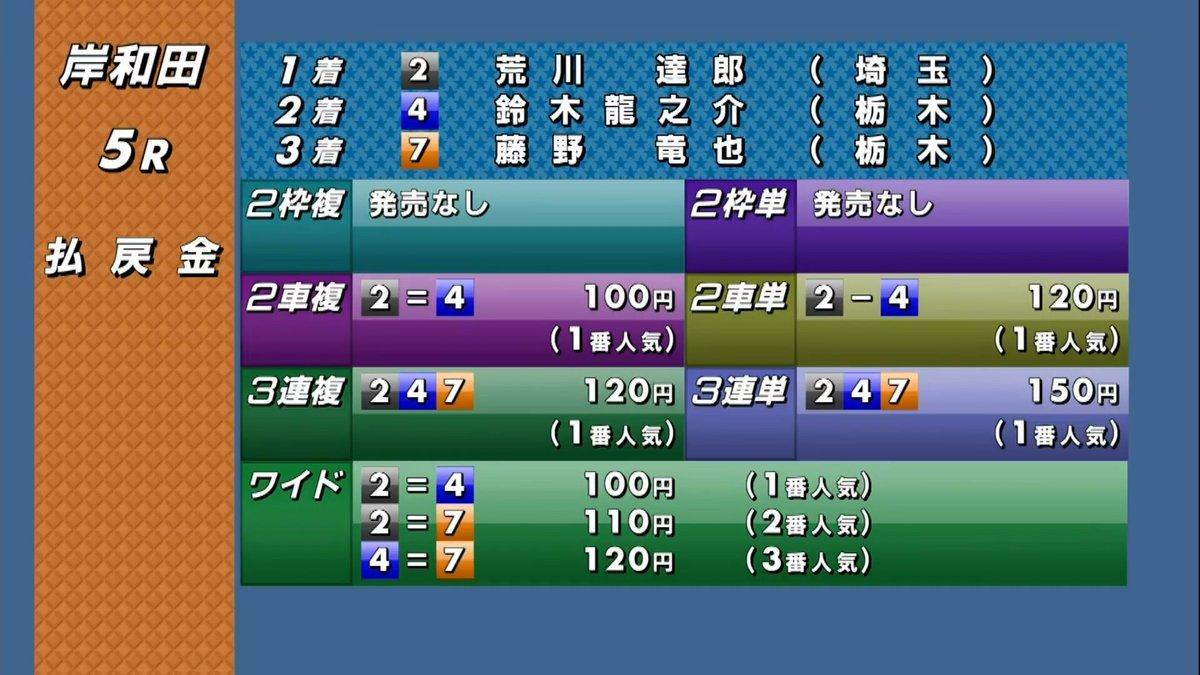 岸和田
5R
払戻金
1着 2 荒川 達郎 (埼玉)
2着 4 鈴木龍之介 (栃木)
3着 7 藤野 竜也 (栃木)
2枠複 発売なし 2枠単 発売なし
2車複 2=4 100円 2車単 2-4 120円
(1番人気) (1番人気)
3連複 2 4 7 120円 3連単 2 4 7 150円
(1番人気) (1番人気)
ワイド 2=4 100円 (1番人気)
2=7 110円 (2番人気)
4=7 120円 (3番人気)